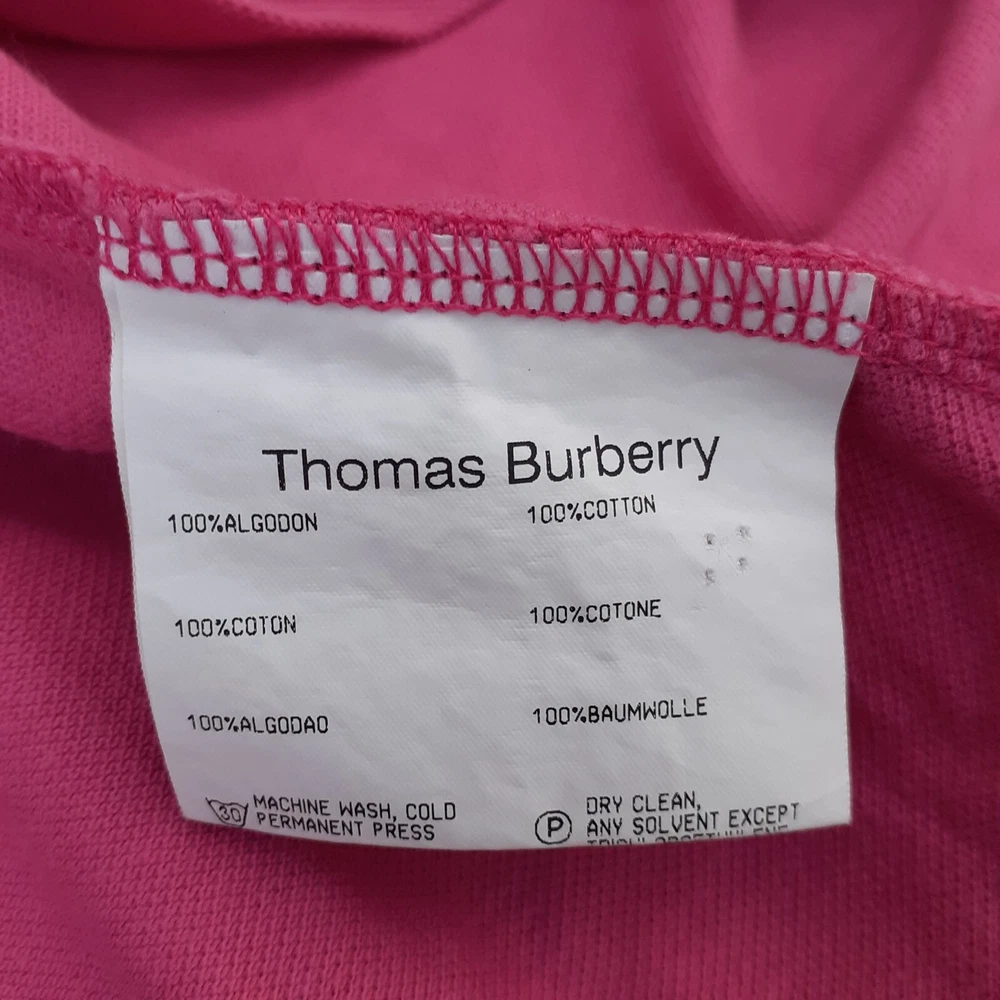 Thomas Burberry
100%ALGODON 100%COTTON
100%COTON 100%COTONE
100%ALGODAO 100%BAUMWOLLE
30 MACHINE WASH, COLD
PERMANENT PRESS
P DRY CLEAN,
ANY SOLVENT EXCEPT